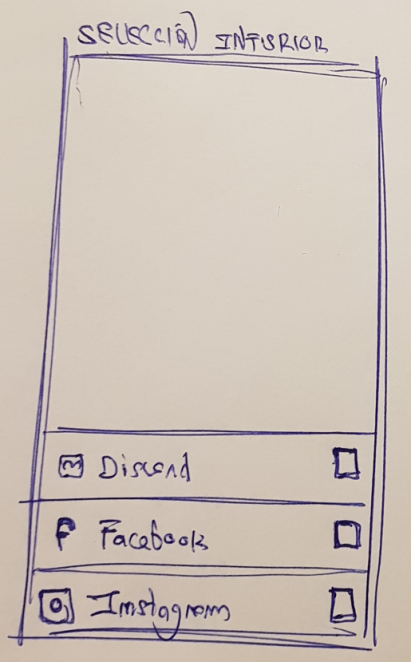 SELECCIÓN INTERIOR
Discord
f Facebook
Instagram